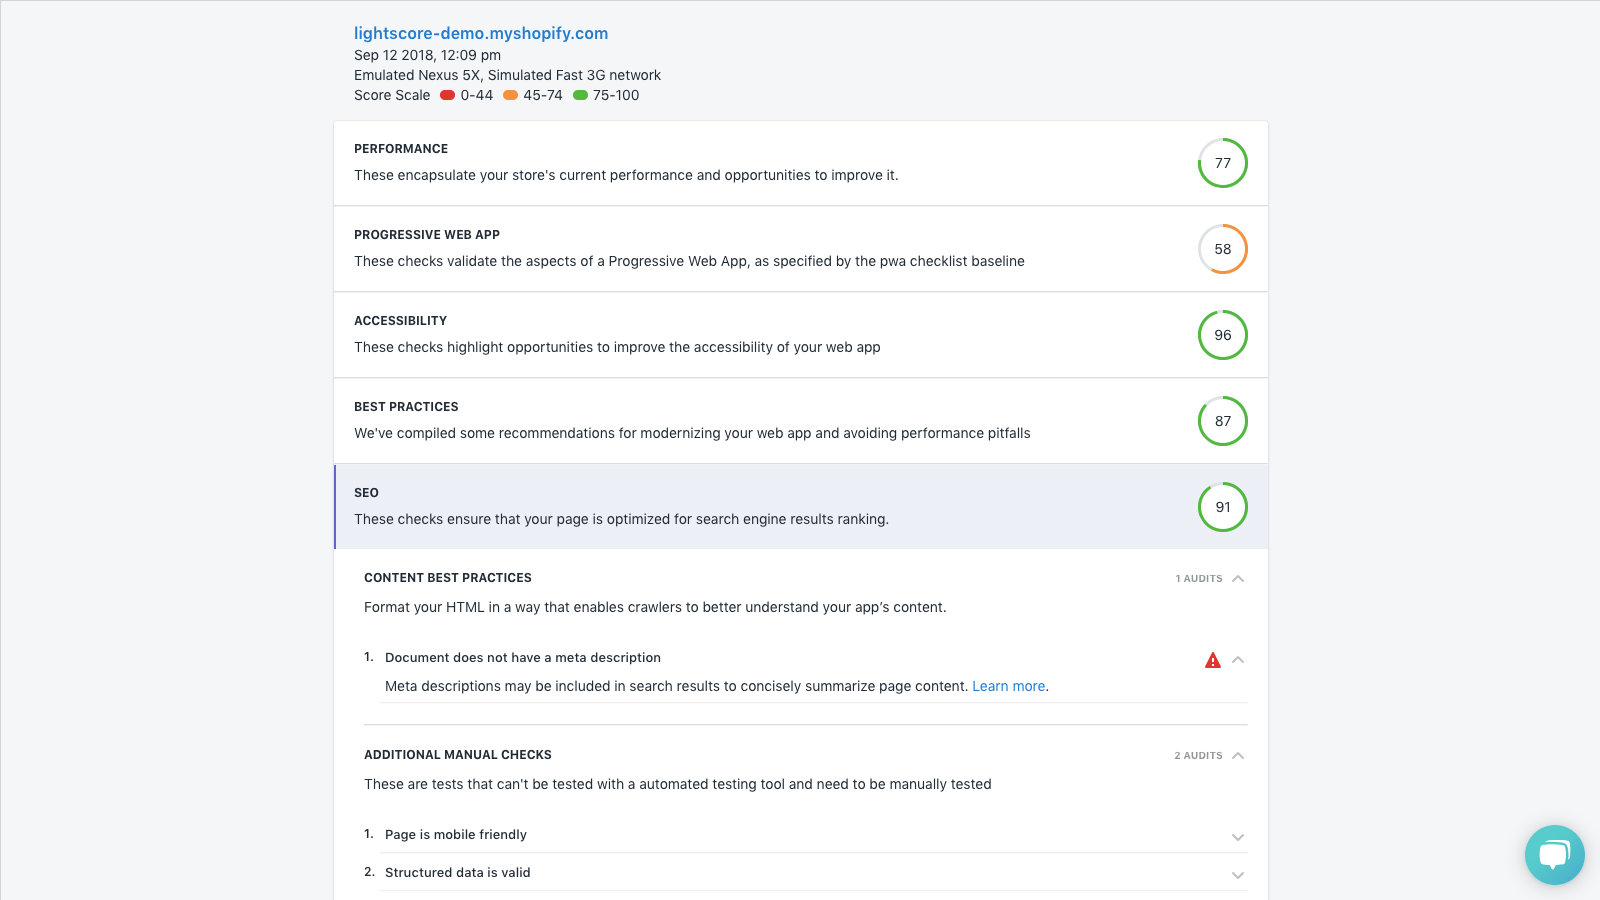 lightscore-demo.myshopify.com
Sep 12 2018, 12:09 pm
Emulated Nexus 5X, Simulated Fast 3G network
Score Scale 0-44 45-74 75-100
PERFORMANCE
These encapsulate your store's current performance and opportunities to improve it.
77
PROGRESSIVE WEB APP
These checks validate the aspects of a Progressive Web App, as specified by the pwa checklist baseline
58
ACCESSIBILITY
These checks highlight opportunities to improve the accessibility of your web app
96
BEST PRACTICES
We've compiled some recommendations for modernizing your web app and avoiding performance pitfalls
87
SEO
These checks ensure that your page is optimized for search engine results ranking.
91
CONTENT BEST PRACTICES 1 AUDITS
Format your HTML in a way that enables crawlers to better understand your app’s content.
1. Document does not have a meta description
Meta descriptions may be included in search results to concisely summarize page content. Learn more.
ADDITIONAL MANUAL CHECKS 2 AUDITS
These are tests that can't be tested with a automated testing tool and need to be manually tested
1. Page is mobile friendly
2. Structured data is valid